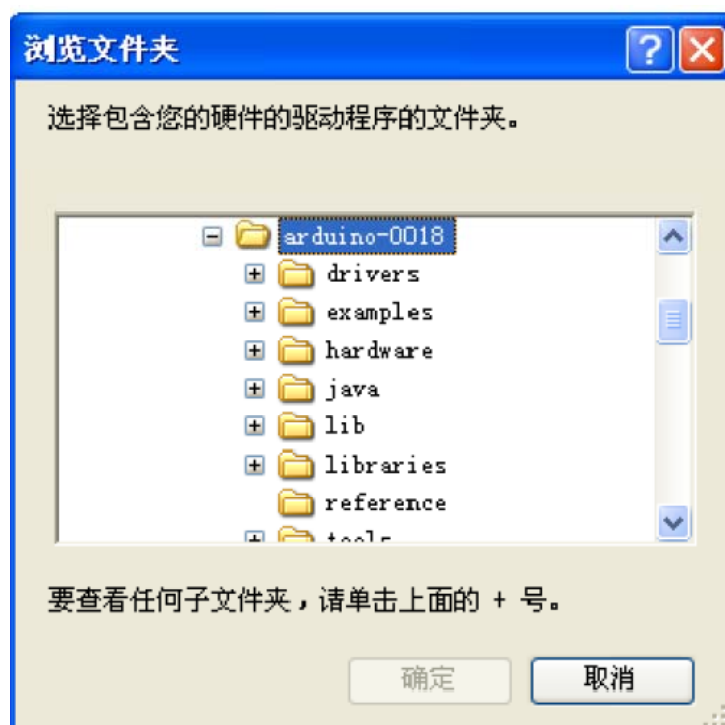 浏览文件夹
选择包含您的硬件的驱动程序的文件夹。
arduino-0018
drivers
examples
hardware
java
lib
libraries
reference
tools
要查看任何子文件夹，请单击上面的 + 号。
确定
取消